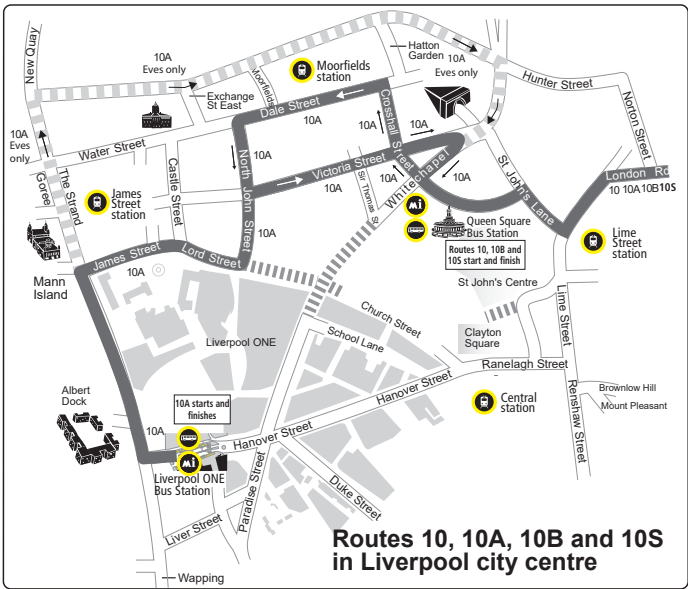 New Quay
10A
Eves only
Exchange
St East
Moorfields
Moorfields
station
Hatton
Garden
10A
Eves only
Hunter Street
Norton Street
Dale Street
10A
10A
10A
Crosshall Street
10A
Eves
only
Water Street
Goree
The Strand
Castle Street
10A
North John Street
10A
Victoria Street
10A
Sir Thomas St
Whitechapel
10A
10A
St John's Lane
London Rd
10 10A 10B 10S
James
Street
station
James Street
10A
Lord Street
10A
Mann
Island
Queen Square
Bus Station
Routes 10, 10B and
10S start and finish
Lime
Street
station
St John's Centre
Lime Street
Church Street
School Lane
Liverpool ONE
Clayton
Square
Ranelagh Street
Renshaw Street
Brownlow Hill
Mount Pleasant
Central
station
Albert
Dock
10A
10A starts and
finishes
Hanover Street
Hanover Street
Liverpool ONE
Bus Station
Paradise Street
Duke Street
Liver Street
Wapping
Routes 10, 10A, 10B and 10S
in Liverpool city centre